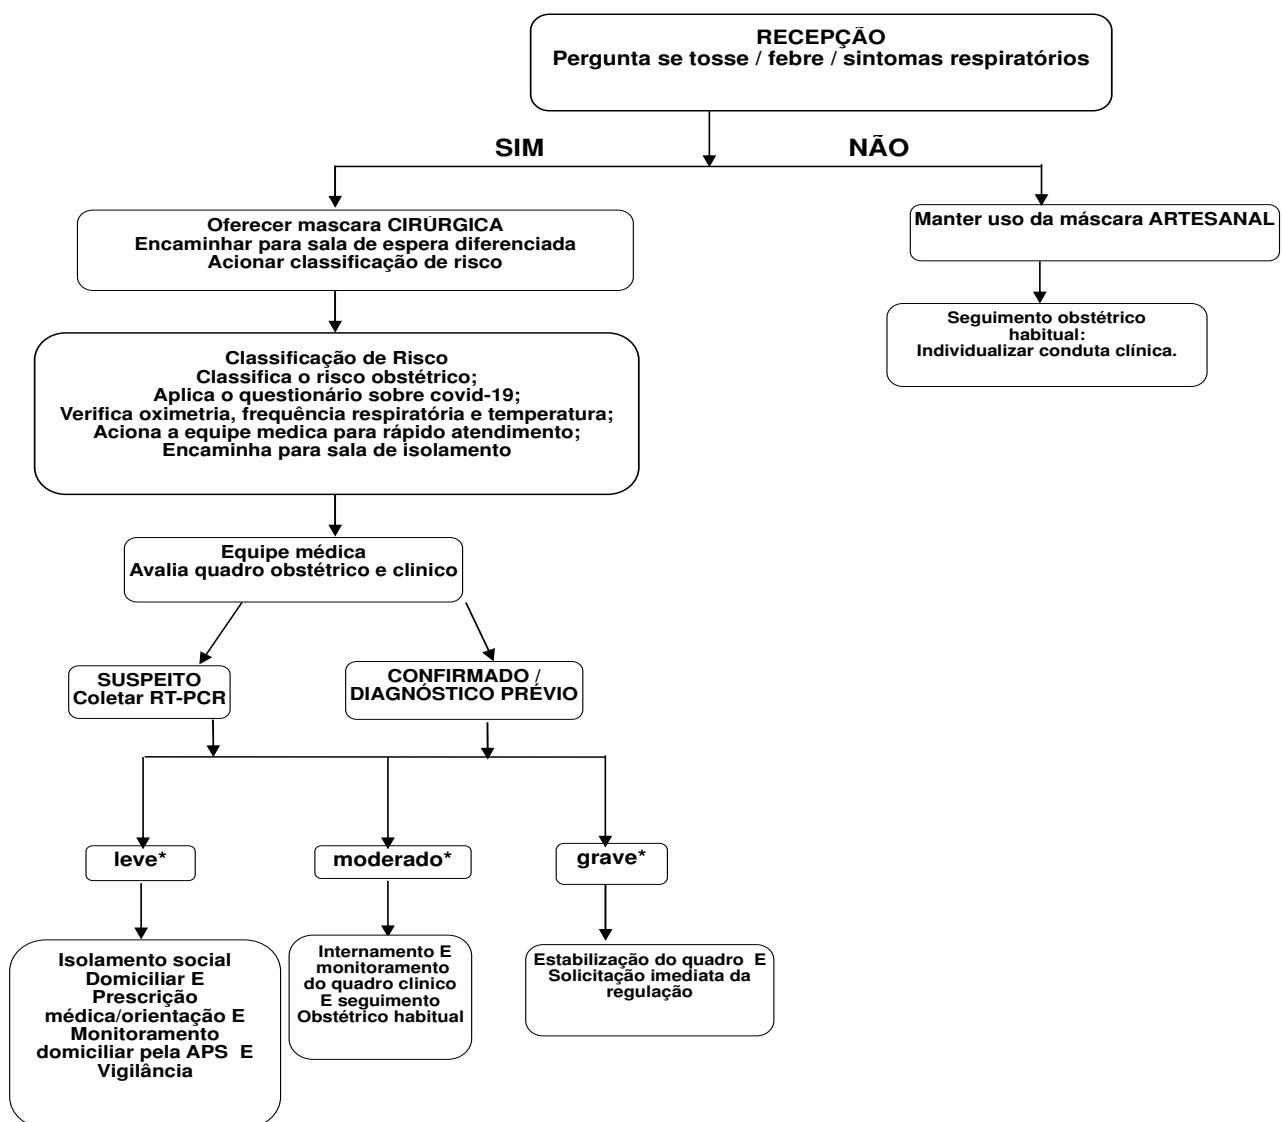 RECEPÇÃO
Pergunta se tosse / febre / sintomas respiratórios
SIM
NÃO
Oferecer mascara CIRÚRGICA
Encaminhar para sala de espera diferenciada
Acionar classificação de risco
Manter uso da máscara ARTESANAL
Seguimento obstétrico
habitual:
Individualizar conduta clínica.
Classificação de Risco
Classifica o risco obstétrico;
Aplica o questionário sobre covid-19;
Verifica oximetria, frequência respiratória e temperatura;
Aciona a equipe medica para rápido atendimento;
Encaminha para sala de isolamento
Equipe médica
Avalia quadro obstétrico e clinico
SUSPEITO
Coletar RT-PCR
CONFIRMADO /
DIAGNÓSTICO PRÉVIO
leve*
moderado*
grave*
Isolamento social
Domiciliar E
Prescrição
médica/orientação E
Monitoramento
domiciliar pela APS E
Vigilância
Internamento E
monitoramento
do quadro clinico
E seguimento
Obstétrico habitual
Estabilização do quadro E
Solicitação imediata da
regulação